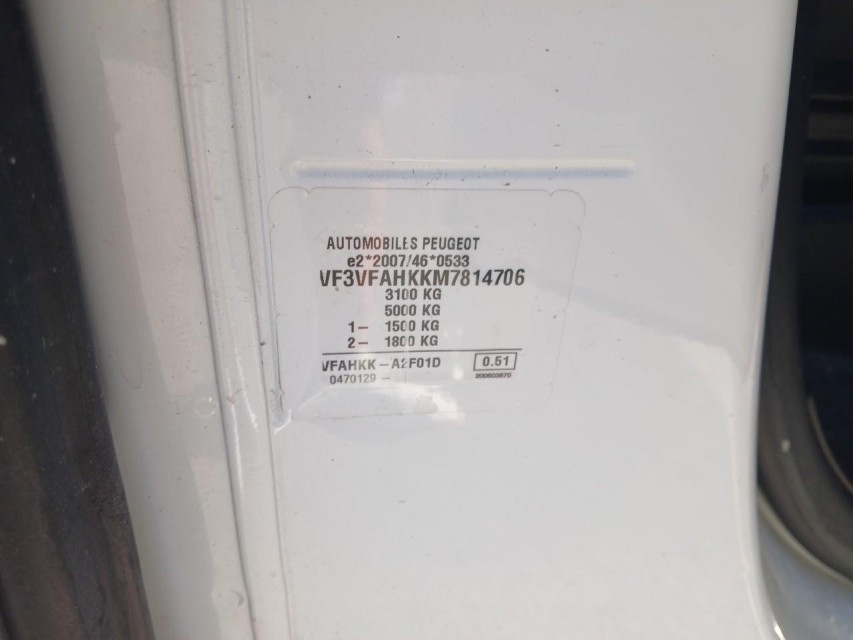 AUTOMOBILES PEUGEOT
e2*2007/46*0533
VF3VFAHKKM7814706
3100 KG
5000 KG
1- 1500 KG
2- 1800 KG
VFAHKK-A2F01D 0.51
0470129 -